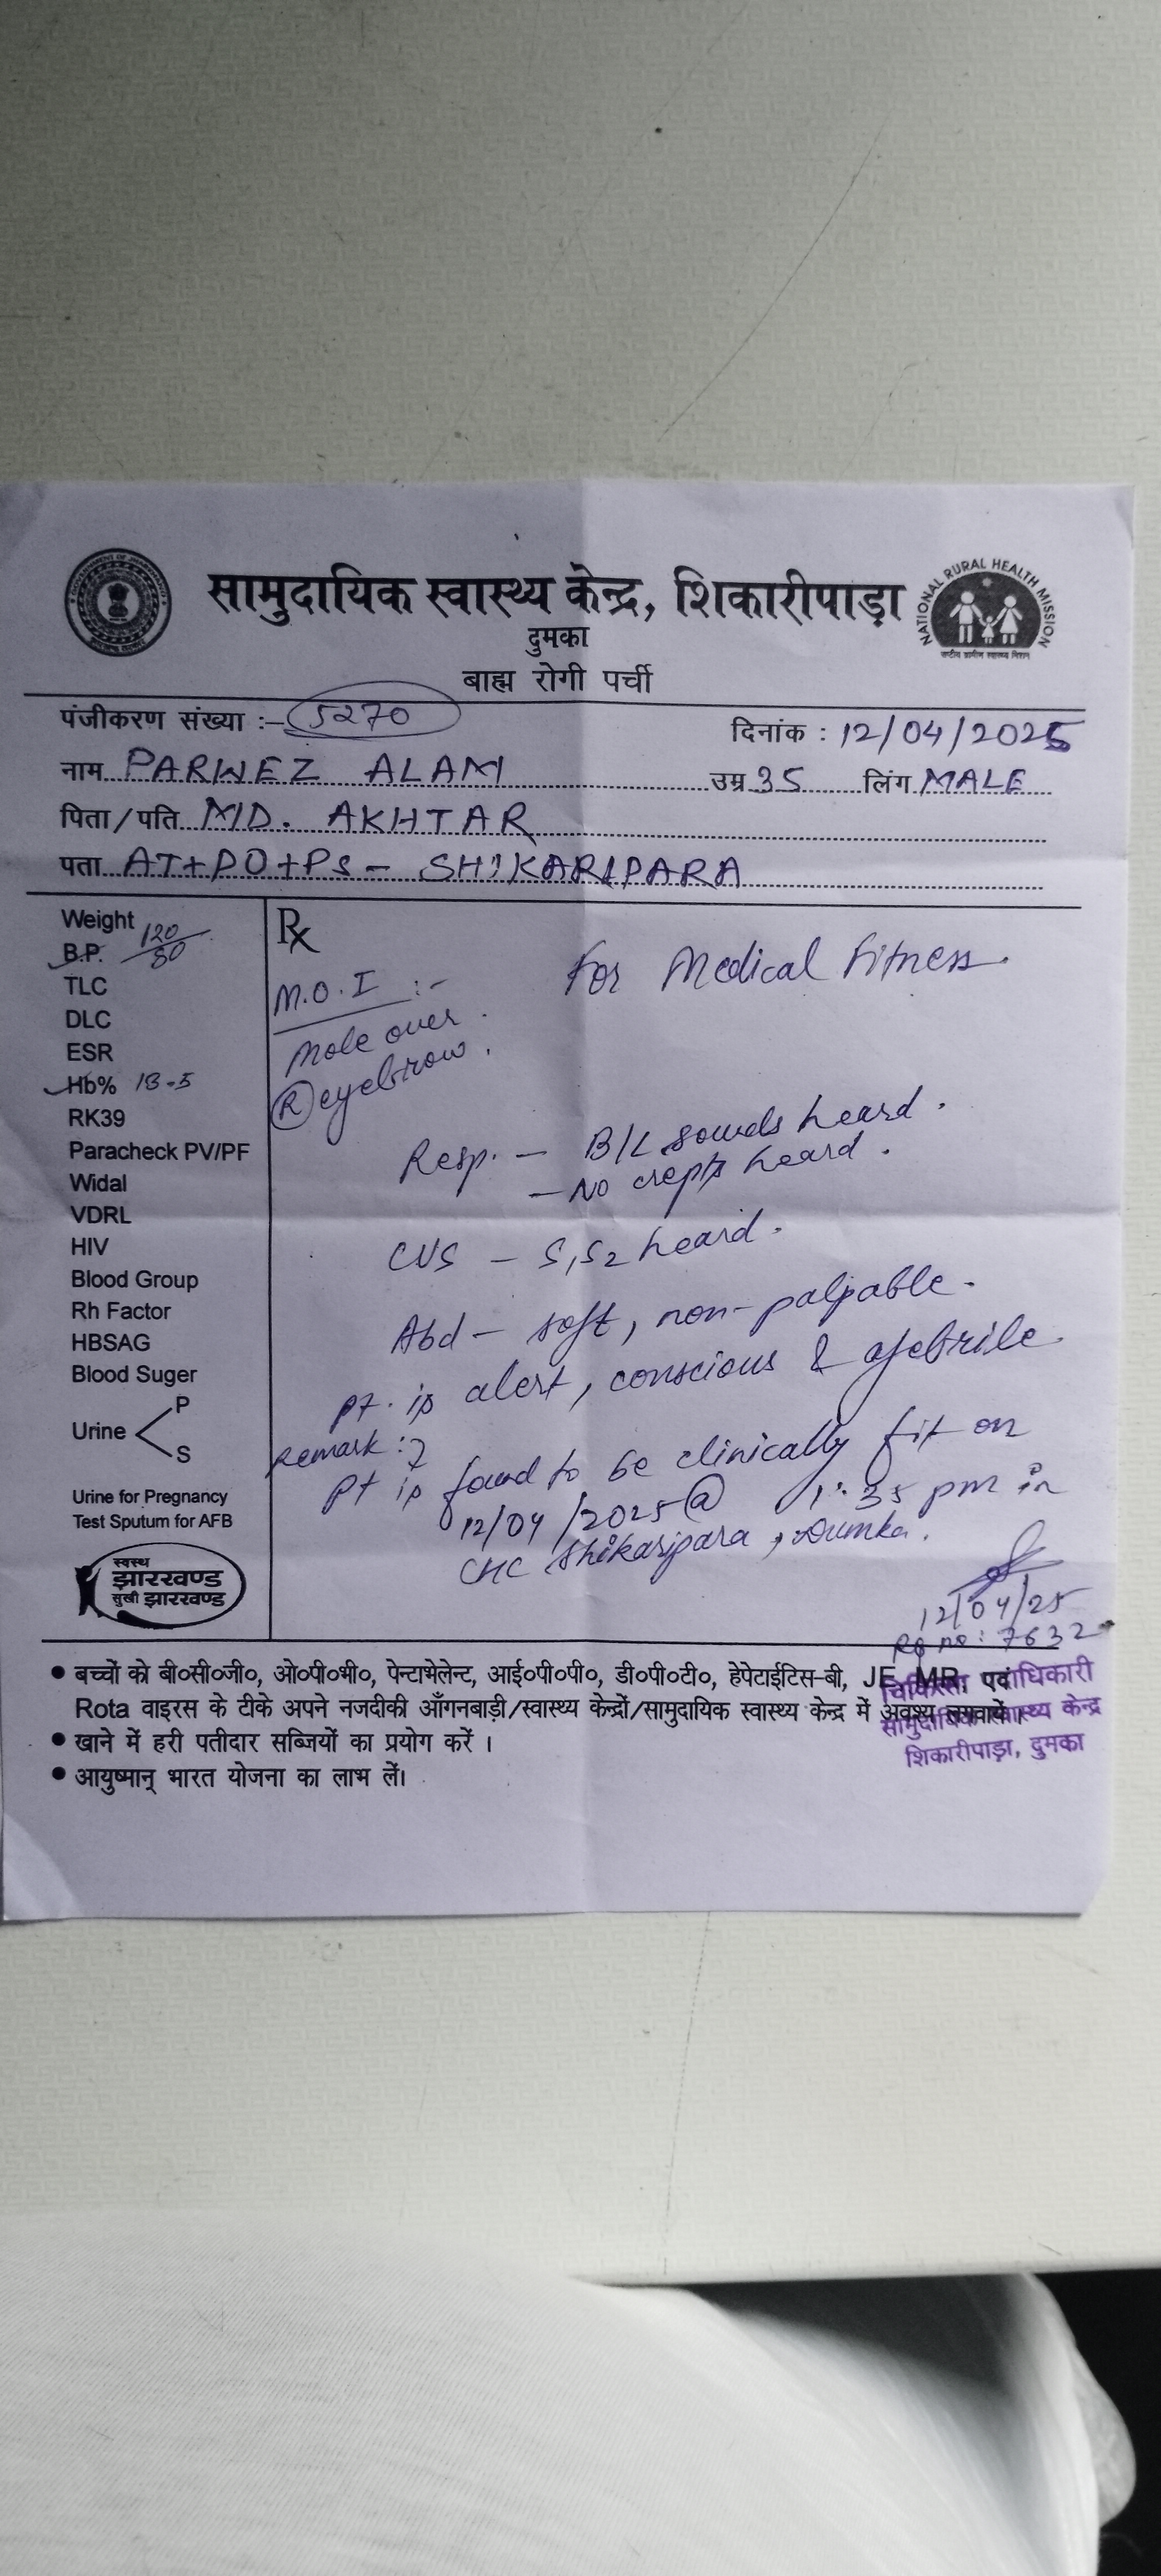 सामुदायिक स्वास्थ्य केन्द्र, शिकारीपाड़ा
NATIONAL RURAL HEALTH MISSION
दुमका
बाह्म रोगी पर्ची
पंजीकरण संख्या :- 5270
दिनांक : 12/04/2025
नाम PARWEZ ALAM उम्र 35 लिंग MALE
पिता/पति MD. AKHTAR
पता AT+PO+PS - SHIKARIPARA
Weight
B.P. 120/80
TLC
DLC
ESR
Hb% 13.5
RK39
Paracheck PV/PF
Widal
VDRL
HIV
Blood Group
Rh Factor
HBSAG
Blood Suger
Urine
P
S
Urine for Pregnancy
Test Sputum for AFB
स्वस्थ
झारखण्ड
सुखी झारखण्ड
Rx
For Medical Fitness.
M.O.I :-
Mole over
(R) eyebrow.
Resp. - B/L sounds heard.
- No crepts heard.
CVS - S1S2 heard.
Abd - soft, non-palpable.
Pt. is alert, conscious & afebrile
Remark :-
Pt is found to be clinically fit on
12/04/2025 @ 1:35 pm in
CHC Shikaripara, Dumka.
12/04/25
Rg no: 7632
चिकित्सा पदाधिकारी
सामुदायिक स्वास्थ्य केन्द्र
शिकारीपाड़ा, दुमका
• बच्चों को बी०सी०जी०, ओ०पी०भी०, पेन्टाभेलेन्ट, आई०पी०पी०, डी०पी०टी०, हेपेटाईटिस-बी, JE, MR, एवं
Rota वाइरस के टीके अपने नजदीकी आँगनबाड़ी/स्वास्थ्य केन्द्रों/सामुदायिक स्वास्थ्य केन्द्र में अवश्य लगवायें।
• खाने में हरी पतीदार सब्जियों का प्रयोग करें ।
• आयुष्मान् भारत योजना का लाभ लें।